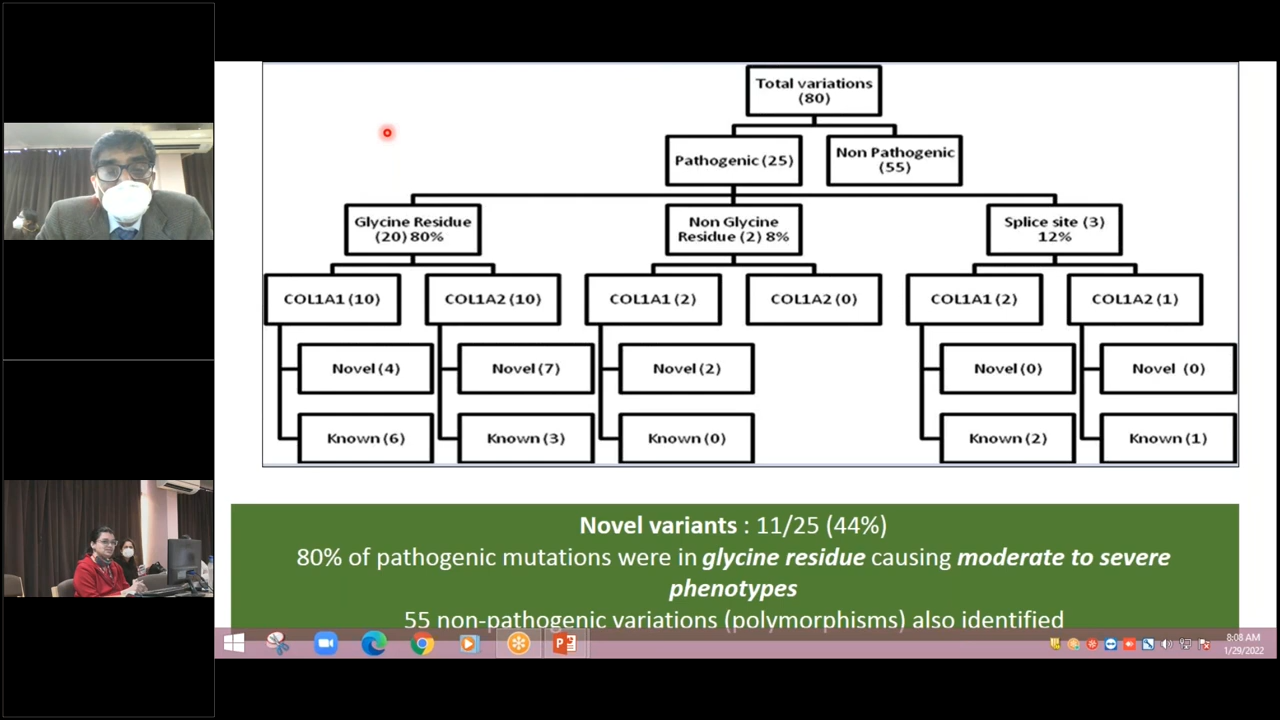 Total variations
(80)
Pathogenic (25)
Non Pathogenic
(55)
Glycine Residue
(20) 80%
Non Glycine
Residue (2) 8%
Splice site (3)
12%
COL1A1 (10)
COL1A2 (10)
COL1A1 (2)
COL1A2 (0)
COL1A1 (2)
COL1A2 (1)
Novel (4)
Novel (7)
Novel (2)
Novel (0)
Novel (0)
Known (6)
Known (3)
Known (0)
Known (2)
Known (1)
Novel variants : 11/25 (44%)
80% of pathogenic mutations were in glycine residue causing moderate to severe
phenotypes
55 non-pathogenic variations (polymorphisms) also identified
8:08 AM
1/29/2022